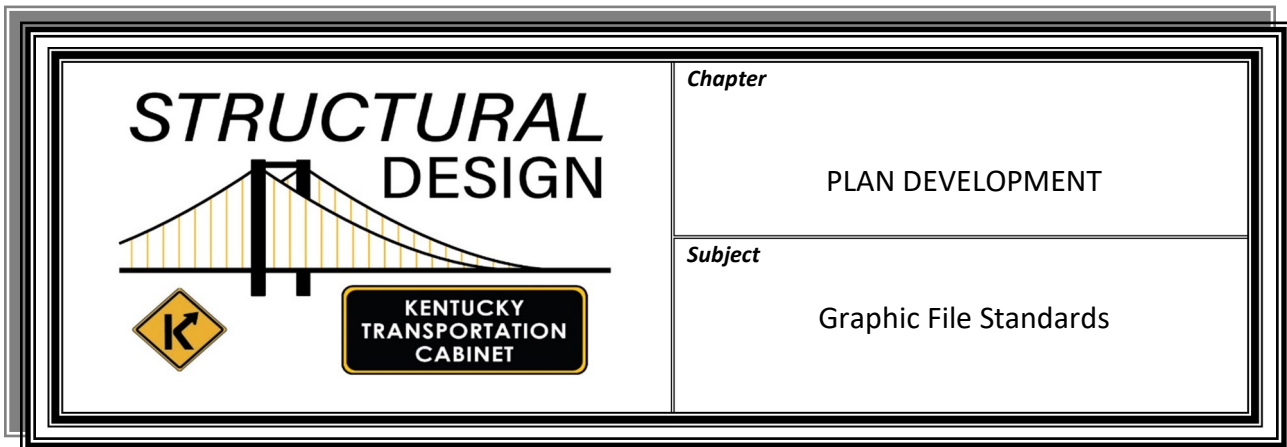 STRUCTURAL
DESIGN
K
KENTUCKY
TRANSPORTATION
CABINET
Chapter
PLAN DEVELOPMENT
Subject
Graphic File Standards